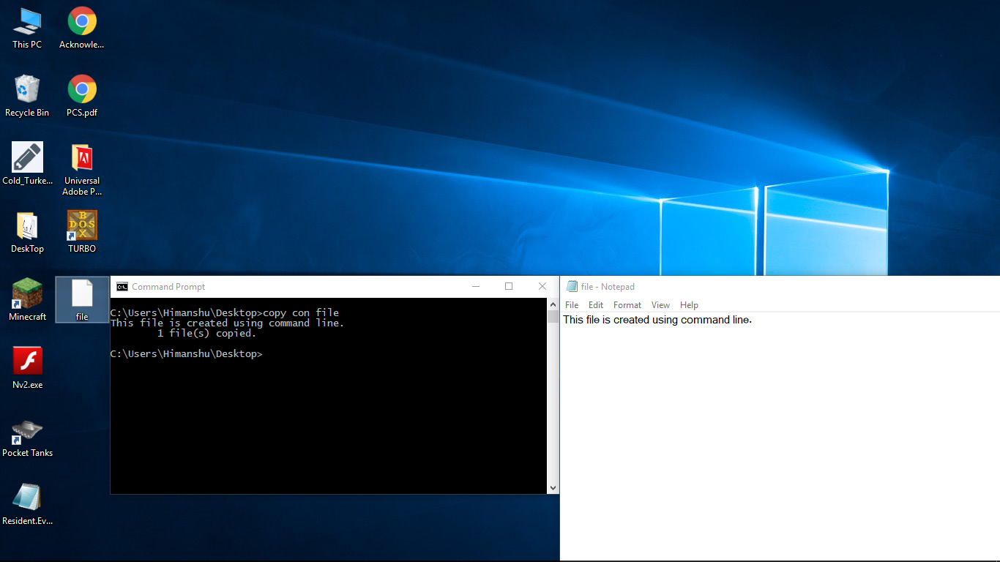 This PC
Acknowle...
Recycle Bin
PCS.pdf
Cold_Turke...
Universal
Adobe P...
DeskTop
BOX
DOS
TURBO
Minecraft
file
Nv2.exe
Pocket Tanks
Resident.Ev...
C:\. Command Prompt
C:\Users\Himanshu\Desktop>copy con file
This file is created using command line.
        1 file(s) copied.
C:\Users\Himanshu\Desktop>
file - Notepad
File Edit Format View Help
This file is created using command line.